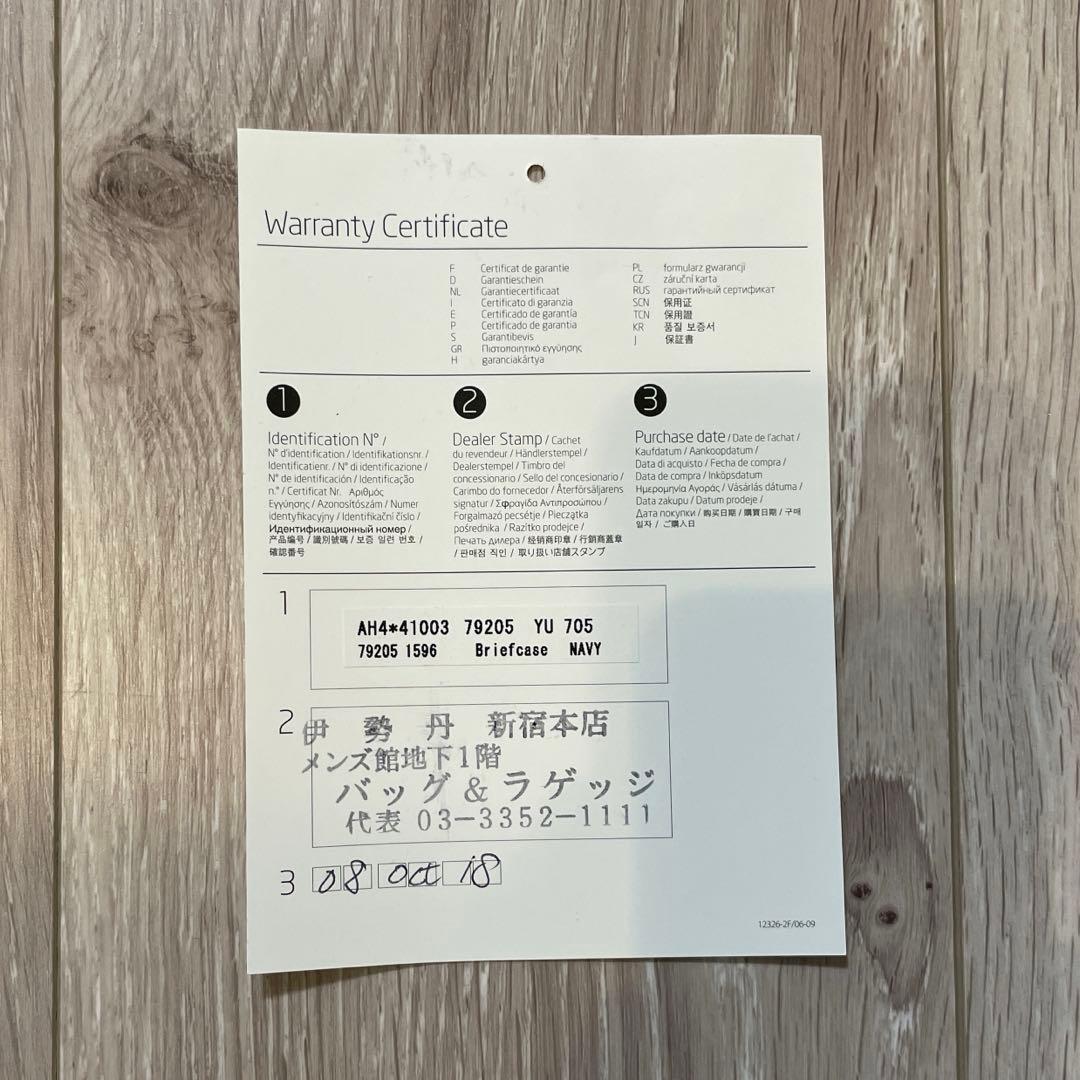 Warranty Certificate
F Certificat de garantie
D Garantieschein
NL Garantiecertificaat
I Certificato di garanzia
E Certificado de garantía
P Certificado de garantia
S Garantibevis
GR Πιστοποιητικό εγγύησης
H garanciakártya
PL formularz gwarancji
CZ záruční karta
RUS гарантийный сертификат
SCN 保用证
TCN 保用證
KR 품질 보증서
J 保証書
1
Identification N° /
N° d'identification / Identifikationsnr. /
Identificatienr. / N° di identificazione /
N° de identificación / Identificação
n.° / Certificat Nr. Αριθμός
Εγγύησης / Azonosítószám / Numer
identyfikacyjny / Identifikační číslo /
Идентификационный номер /
产品编号 / 識別號碼 / 보증 일련 번호 /
確認番号
2
Dealer Stamp / Cachet
du revendeur / Händlerstempel /
Dealerstempel / Timbro del
concessionario / Sello del concesionario /
Carimbo do fornecedor / Återförsäljarens
signatur / Σφραγίδα Αντιπροσώπου /
Forgalmazó pecsétje / Pieczątka
pośrednika / Razítko prodejce /
Печать дилера / 经销商印章 / 行銷商蓋章
/ 판매점 직인 / 取り扱い店舗スタンプ
3
Purchase date / Date de l'achat /
Kaufdatum / Aankoopdatum /
Data di acquisto / Fecha de compra /
Data de compra / Inköpsdatum
Ημερομηνία Αγοράς / Vásárlás dátuma /
Data zakupu / Datum prodeje /
Дата покупки / 购买日期 / 購買日期 / 구매
일자 / ご購入日
1
AH4*41003 79205 YU 705
79205 1596 Briefcase NAVY
2
伊 勢 丹 新宿本店
メンズ館地下1階
バッグ&ラゲッジ
代表 03-3352-1111
3 08 oct 18
12326-2F/06-09